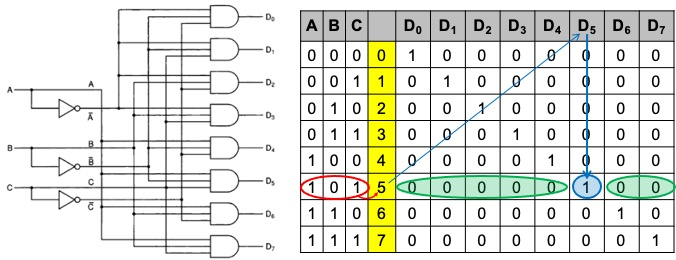 D0
D1
A A D2
A̅ D3
B B D4
B̅
C C D5
C̅ D6
D7
A B C D0 D1 D2 D3 D4 D5 D6 D7
0 0 0 0 1 0 0 0 0 0 0 0
0 0 1 1 0 1 0 0 0 0 0 0
0 1 0 2 0 0 1 0 0 0 0 0
0 1 1 3 0 0 0 1 0 0 0 0
1 0 0 4 0 0 0 0 1 0 0 0
1 0 1 5 0 0 0 0 0 1 0 0
1 1 0 6 0 0 0 0 0 0 1 0
1 1 1 7 0 0 0 0 0 0 0 1